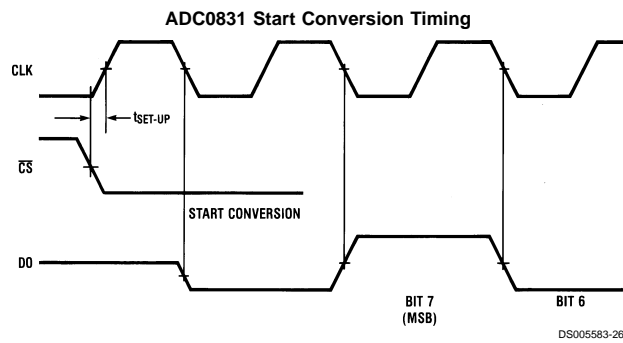 ADC0831 Start Conversion Timing
CLK
tSET-UP
CS
START CONVERSION
DO
BIT 7
(MSB)
BIT 6
DS005583-26